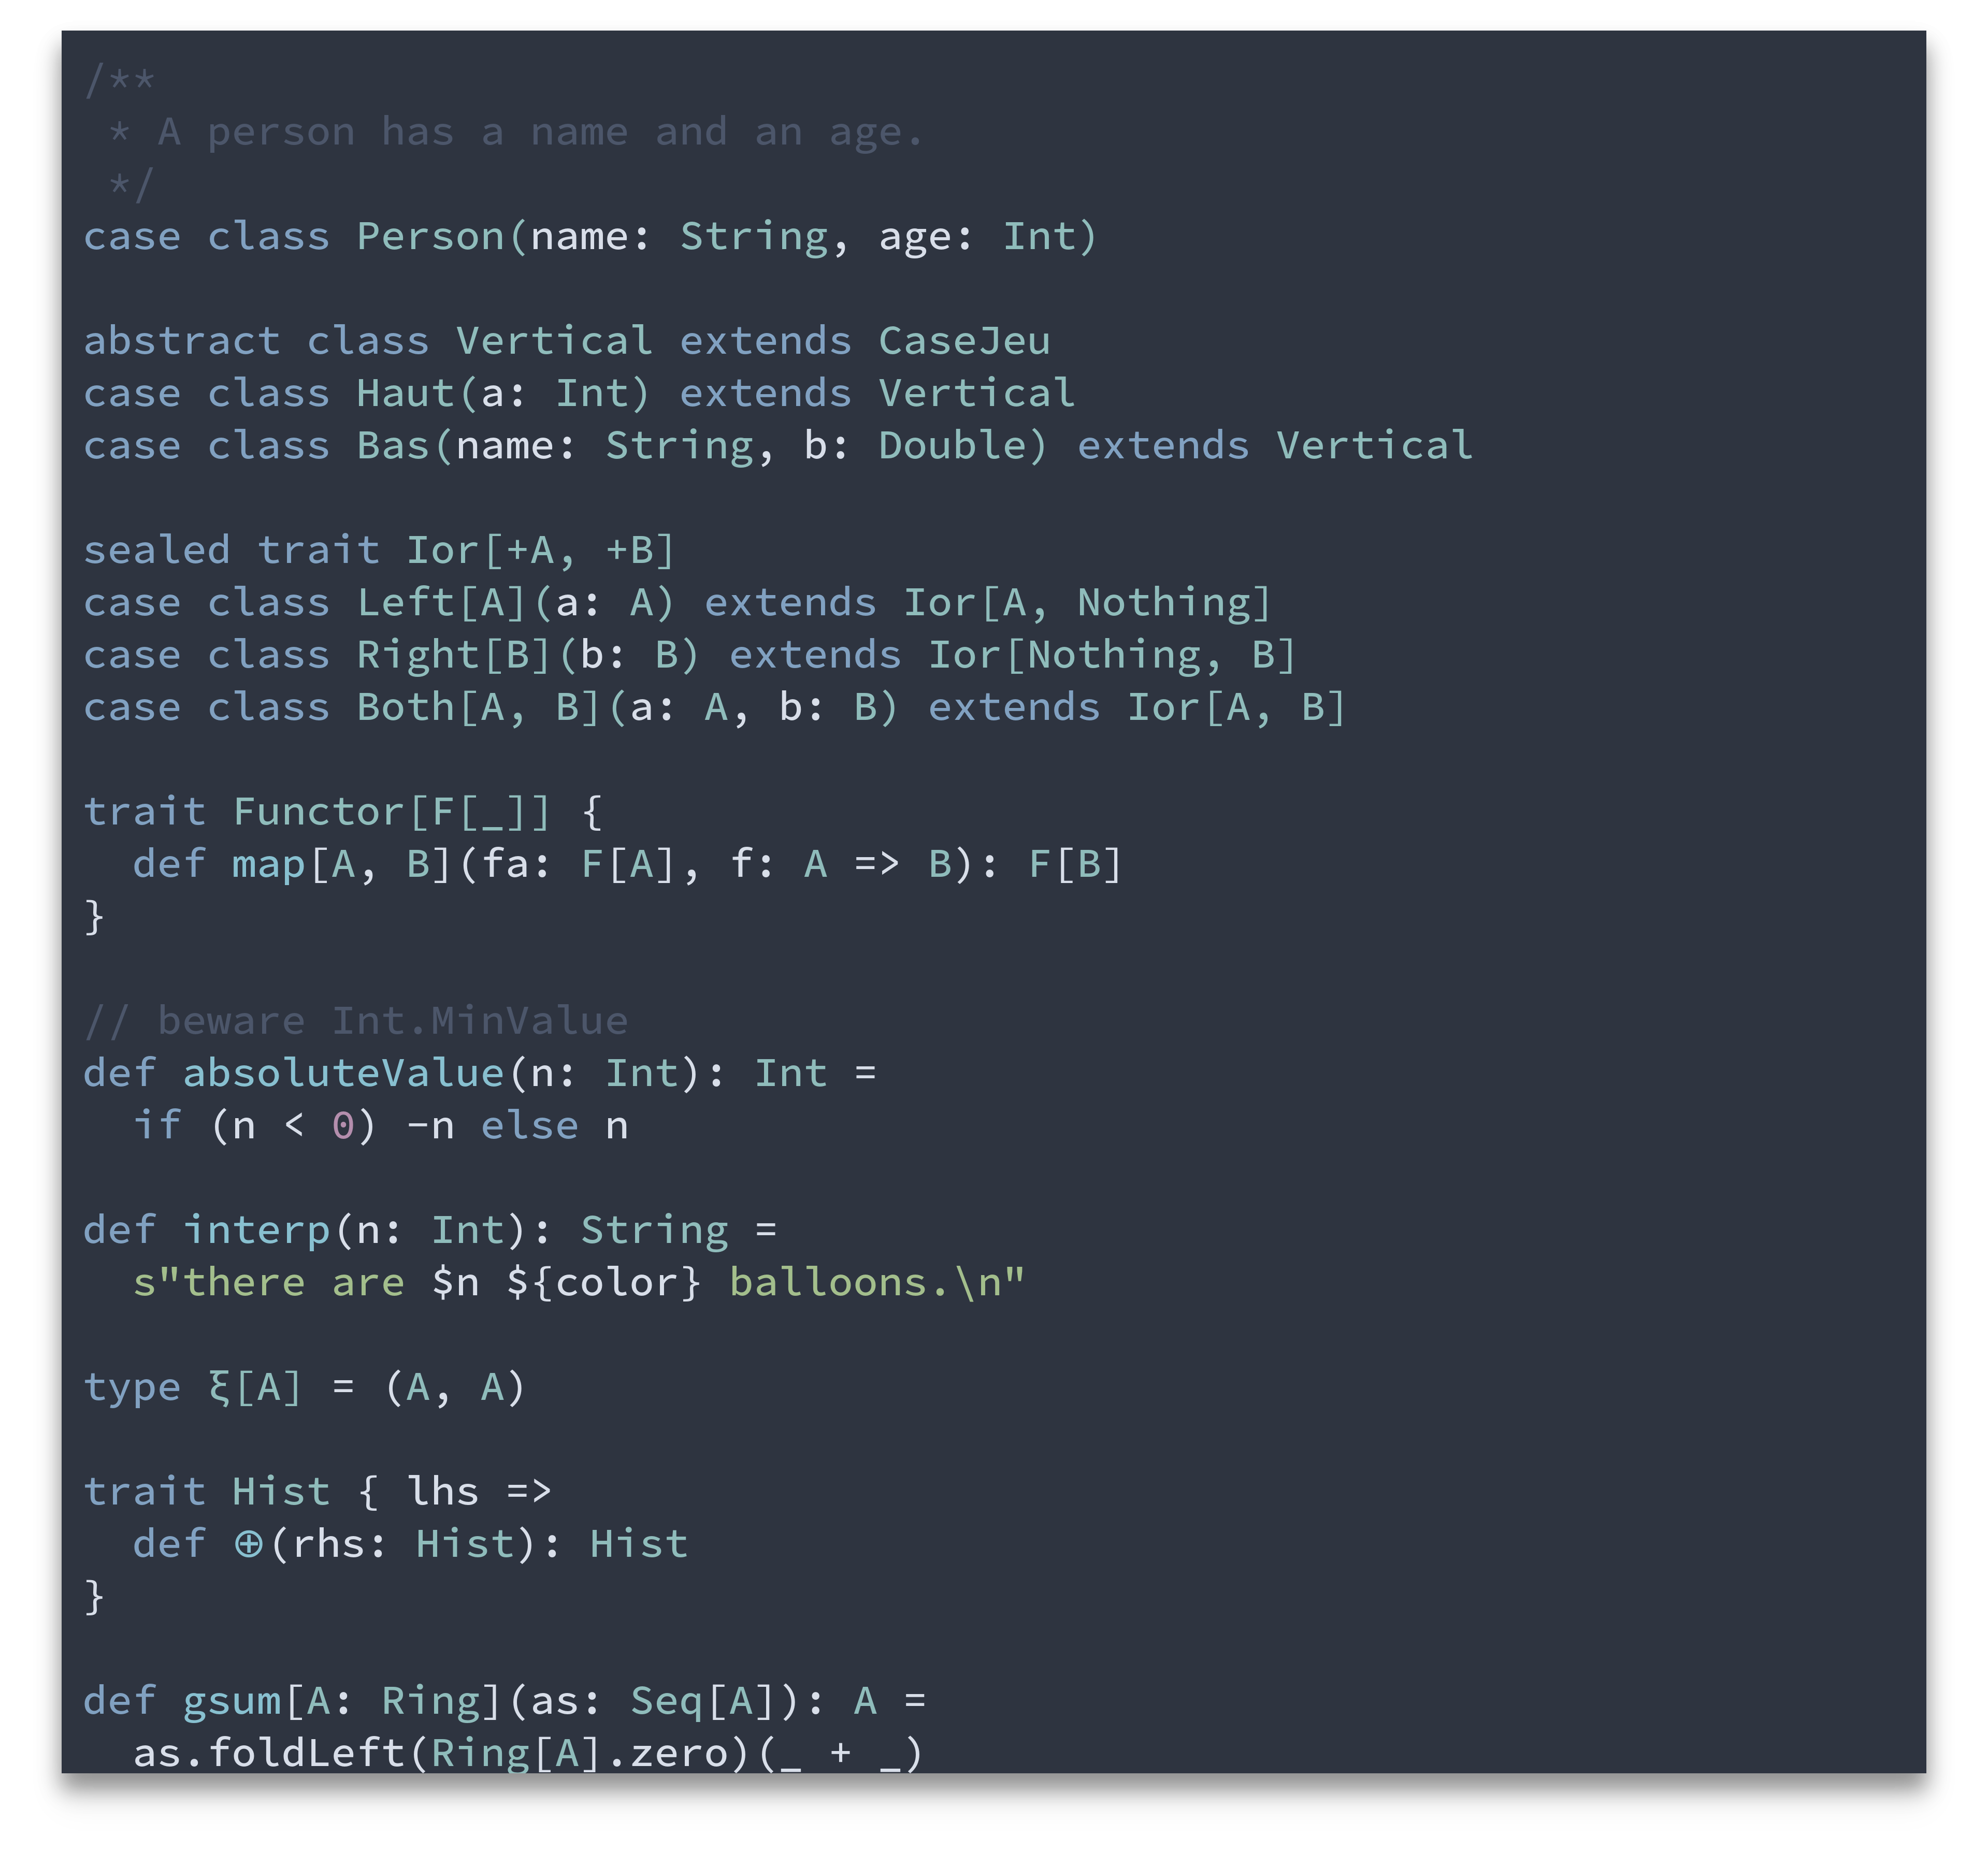 /**
 * A person has a name and an age.
 */
case class Person(name: String, age: Int)

abstract class Vertical extends CaseJeu
case class Haut(a: Int) extends Vertical
case class Bas(name: String, b: Double) extends Vertical

sealed trait Ior[+A, +B]
case class Left[A](a: A) extends Ior[A, Nothing]
case class Right[B](b: B) extends Ior[Nothing, B]
case class Both[A, B](a: A, b: B) extends Ior[A, B]

trait Functor[F[_]] {
  def map[A, B](fa: F[A], f: A => B): F[B]
}

// beware Int.MinValue
def absoluteValue(n: Int): Int =
  if (n < 0) -n else n

def interp(n: Int): String =
  s"there are $n ${color} balloons.\n"

type ξ[A] = (A, A)

trait Hist { lhs =>
  def ⊕(rhs: Hist): Hist
}

def gsum[A: Ring](as: Seq[A]): A =
  as.foldLeft(Ring[A].zero)(_ + _)